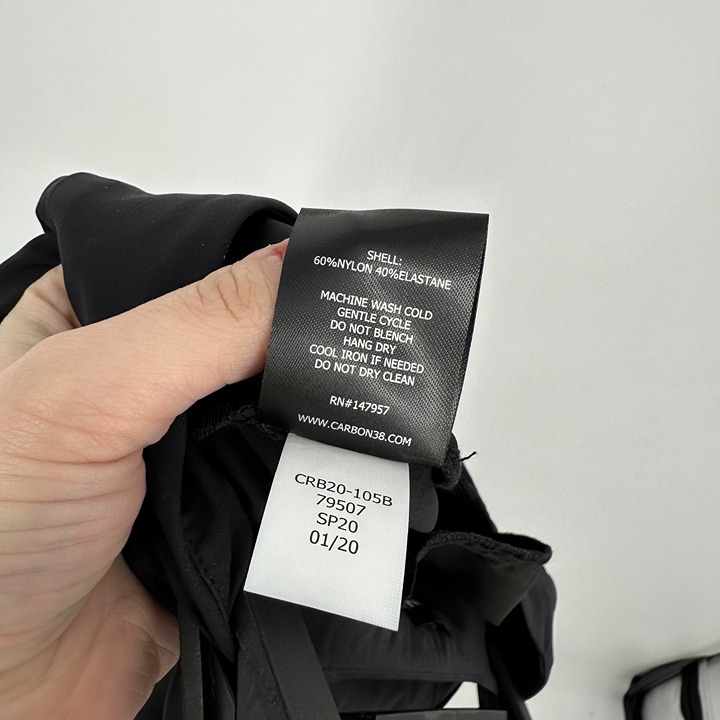 SHELL:
60%NYLON 40%ELASTANE
MACHINE WASH COLD
GENTLE CYCLE
DO NOT BLENCH
HANG DRY
COOL IRON IF NEEDED
DO NOT DRY CLEAN
RN#147957
WWW.CARBON38.COM
CRB20-105B
79507
SP20
01/20